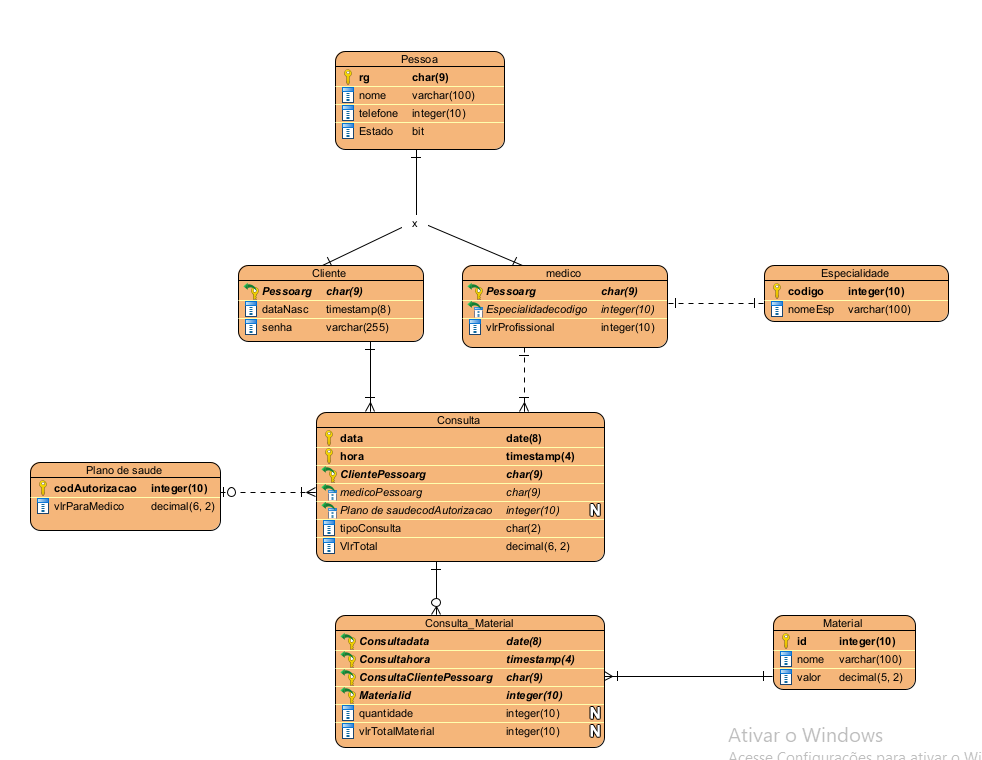 Pessoa
rg char(9)
nome varchar(100)
telefone integer(10)
Estado bit
x
Cliente
Pessoarg char(9)
dataNasc timestamp(8)
senha varchar(255)
medico
Pessoarg char(9)
Especialidadecodigo integer(10)
vlrProfissional integer(10)
Especialidade
codigo integer(10)
nomeEsp varchar(100)
Consulta
data date(8)
hora timestamp(4)
ClientePessoarg char(9)
medicoPessoarg char(9)
Plano de saudecodAutorizacao integer(10) N
tipoConsulta char(2)
VlrTotal decimal(6, 2)
Plano de saude
codAutorizacao integer(10)
vlrParaMedico decimal(6, 2)
Consulta_Material
Consultadata date(8)
Consultahora timestamp(4)
ConsultaClientePessoarg char(9)
Materialid integer(10)
quantidade integer(10) N
vlrTotalMaterial integer(10) N
Material
id integer(10)
nome varchar(100)
valor decimal(5, 2)
Ativar o Windows
Acesse Configurações para ativar o Wi